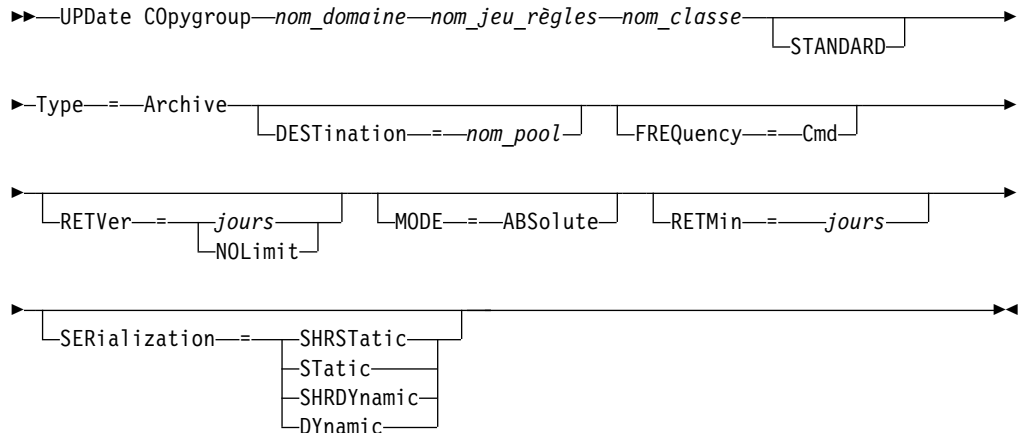 UPDate COpygroup nom_domaine nom_jeu_règles nom_classe
STANDARD
Type = Archive
DESTination = nom_pool
FREQuency = Cmd
RETVer = jours
NOLimit
MODE = ABSolute
RETMin = jours
SERialization = SHRSTatic
STatic
SHRDYnamic
DYnamic